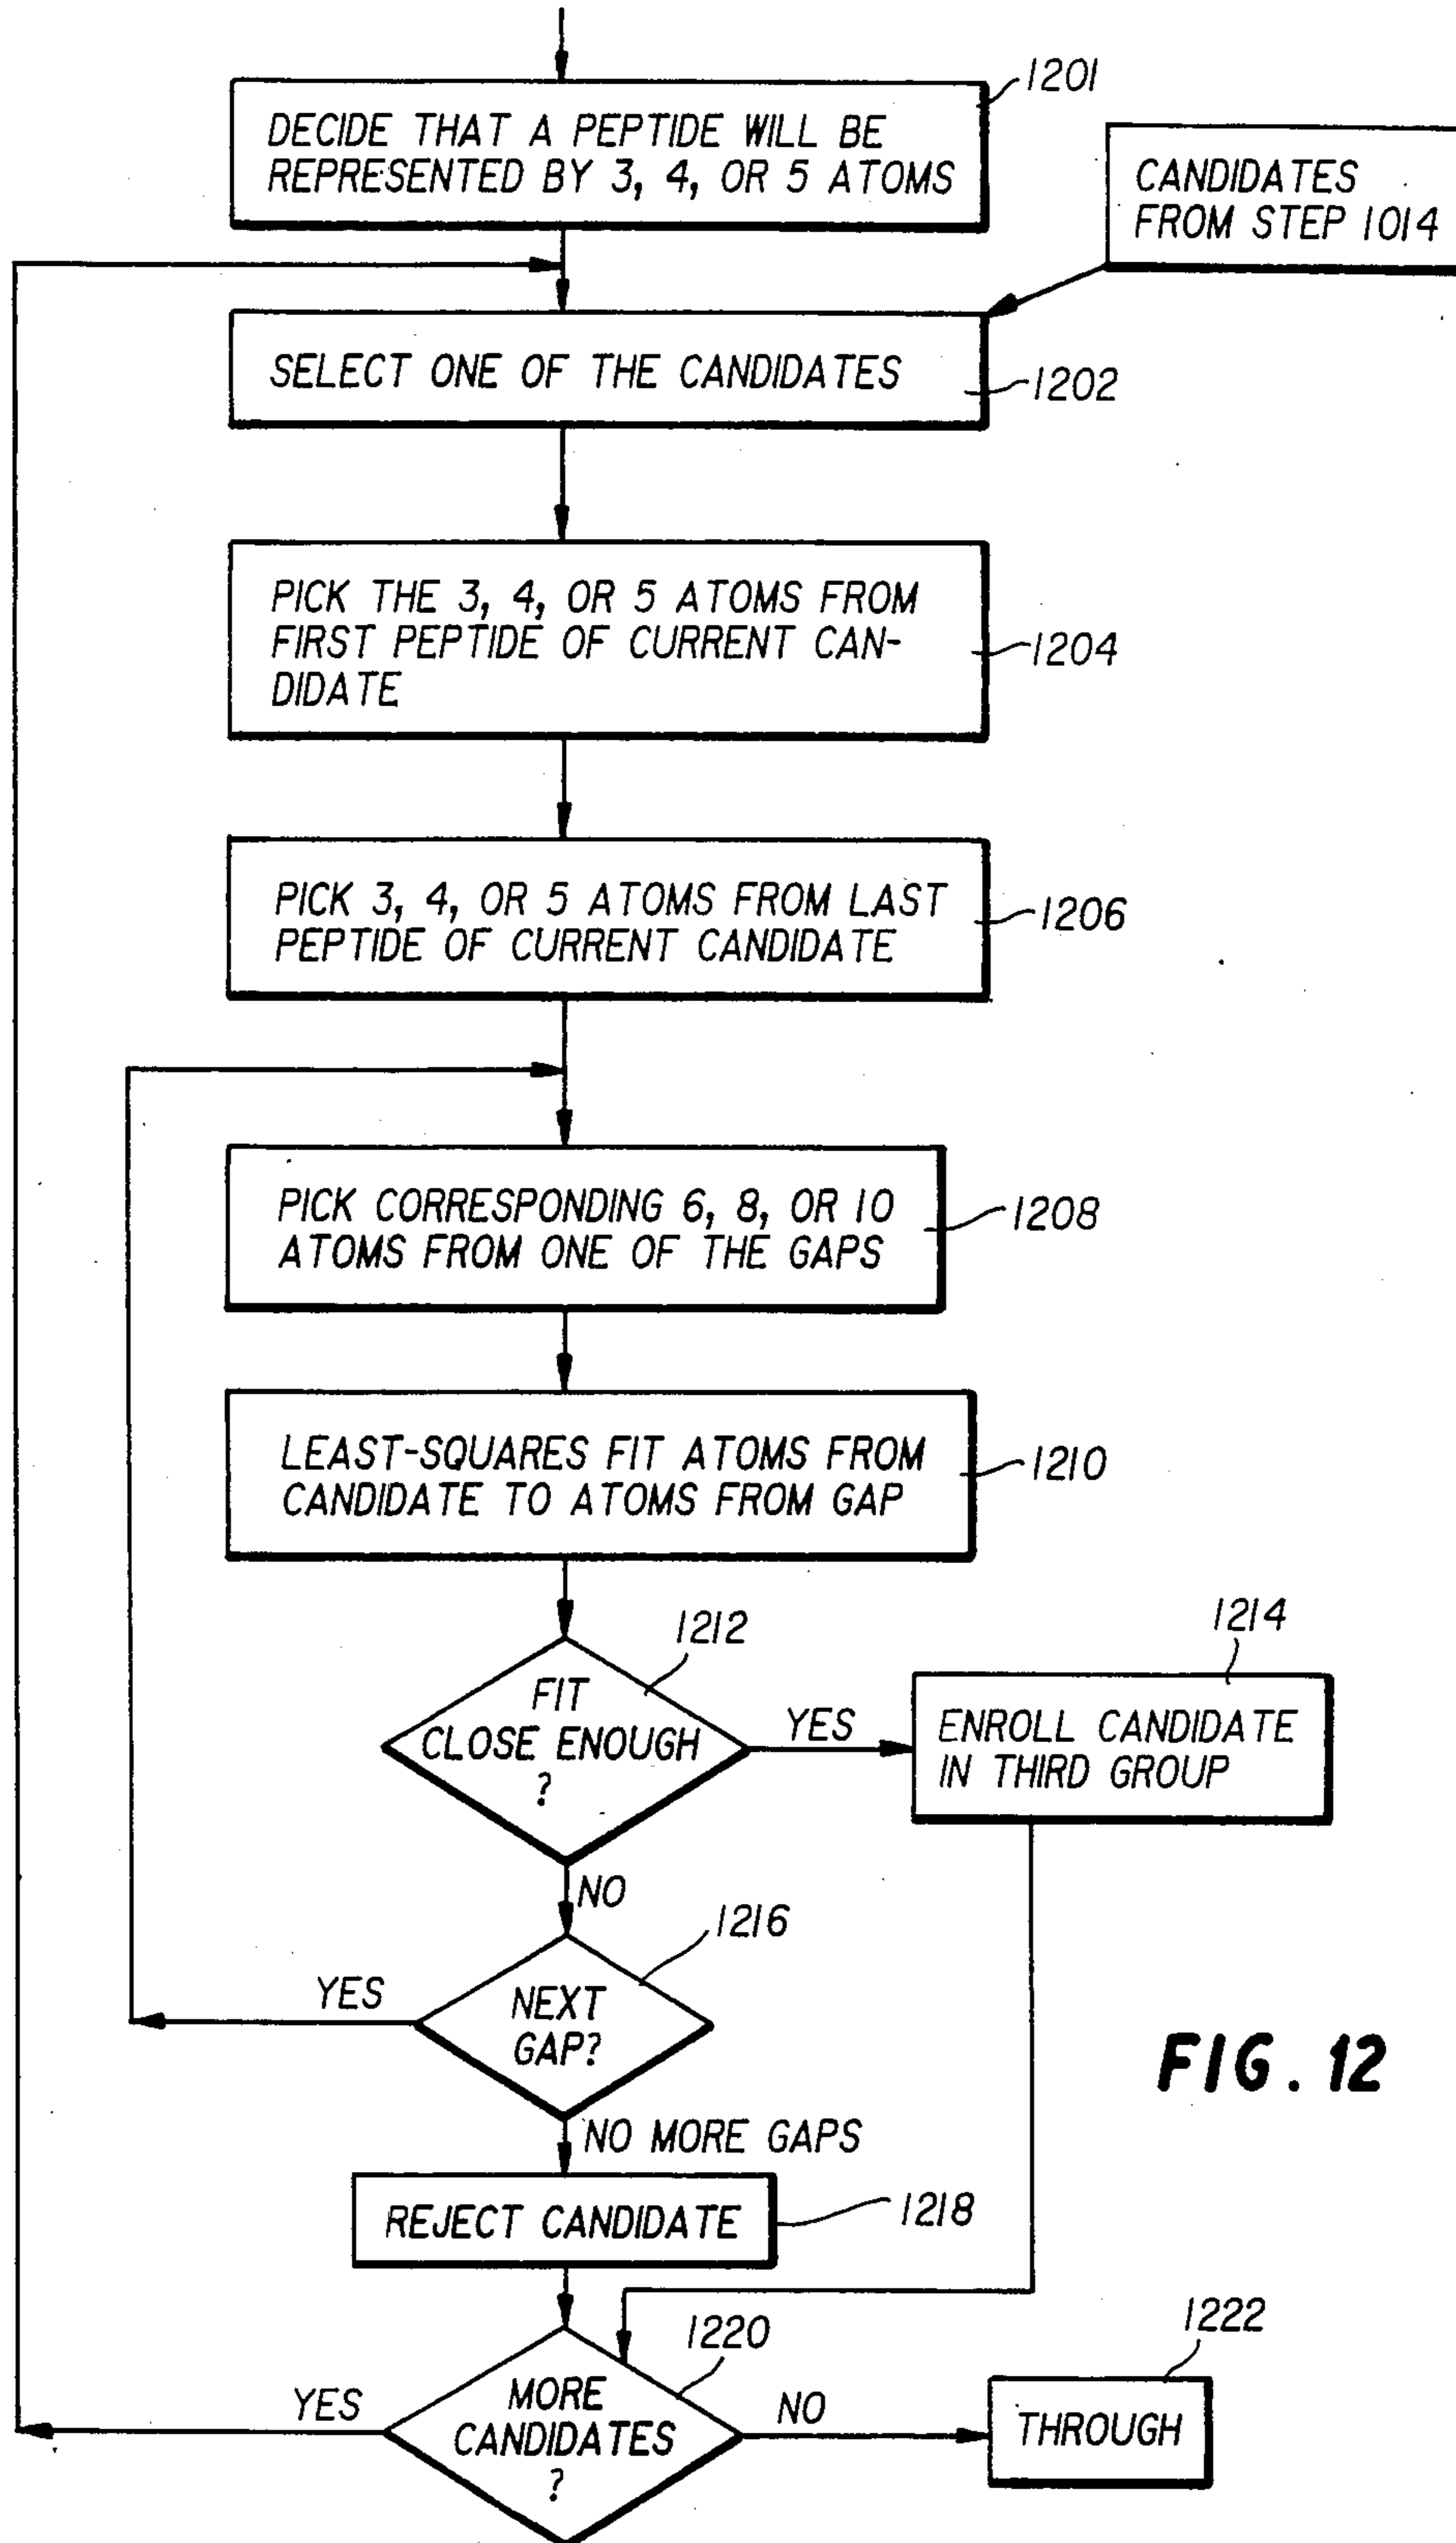 1201
DECIDE THAT A PEPTIDE WILL BE
REPRESENTED BY 3, 4, OR 5 ATOMS
CANDIDATES
FROM STEP 1014
SELECT ONE OF THE CANDIDATES
1202
PICK THE 3, 4, OR 5 ATOMS FROM
FIRST PEPTIDE OF CURRENT CAN-
DIDATE
1204
PICK 3, 4, OR 5 ATOMS FROM LAST
PEPTIDE OF CURRENT CANDIDATE
1206
PICK CORRESPONDING 6, 8, OR 10
ATOMS FROM ONE OF THE GAPS
1208
LEAST-SQUARES FIT ATOMS FROM
CANDIDATE TO ATOMS FROM GAP
1210
1212
FIT
CLOSE ENOUGH
?
YES
1214
ENROLL CANDIDATE
IN THIRD GROUP
NO
1216
NEXT
GAP?
YES
FIG. 12
NO MORE GAPS
REJECT CANDIDATE
1218
1220
MORE
CANDIDATES
?
YES
NO
1222
THROUGH